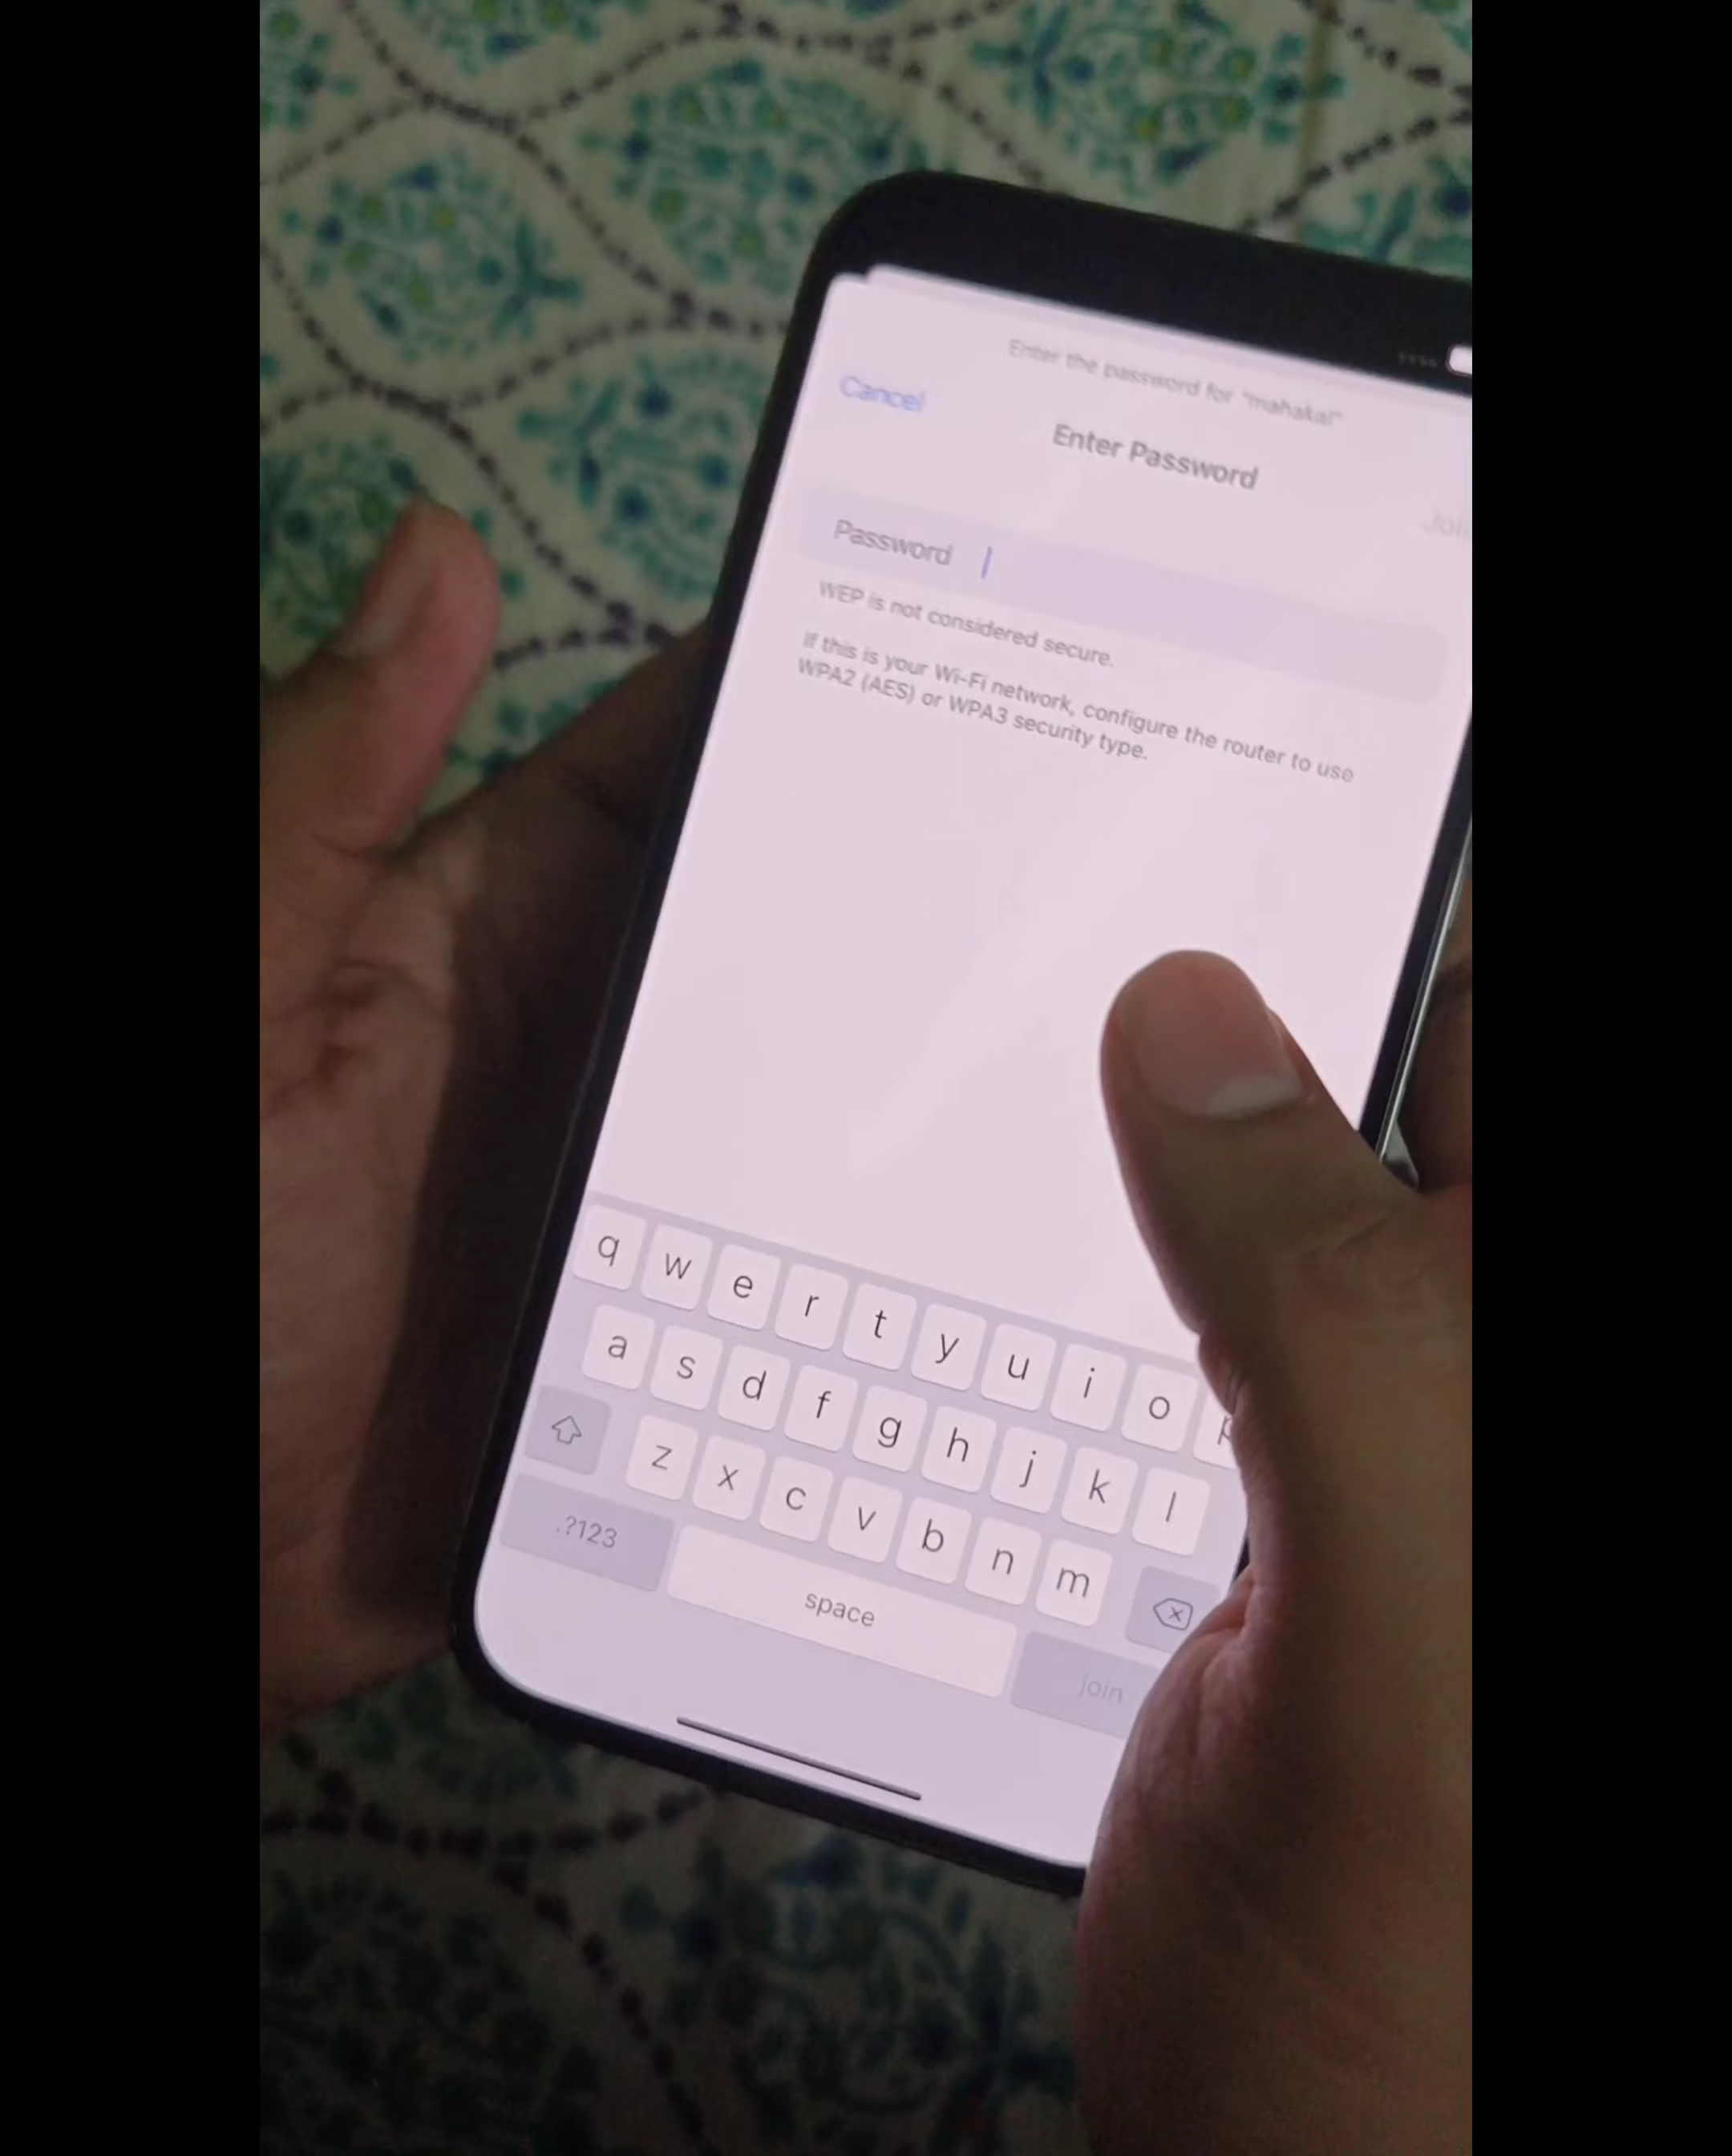 Enter the password for "mahakal"
Cancel
Enter Password
Password
WEP is not considered secure.
If this is your Wi-Fi network, configure the router to use
WPA2 (AES) or WPA3 security type.
q w e r t y u i o
a s d f g h j k l
z x c v b n m
.?123 space join